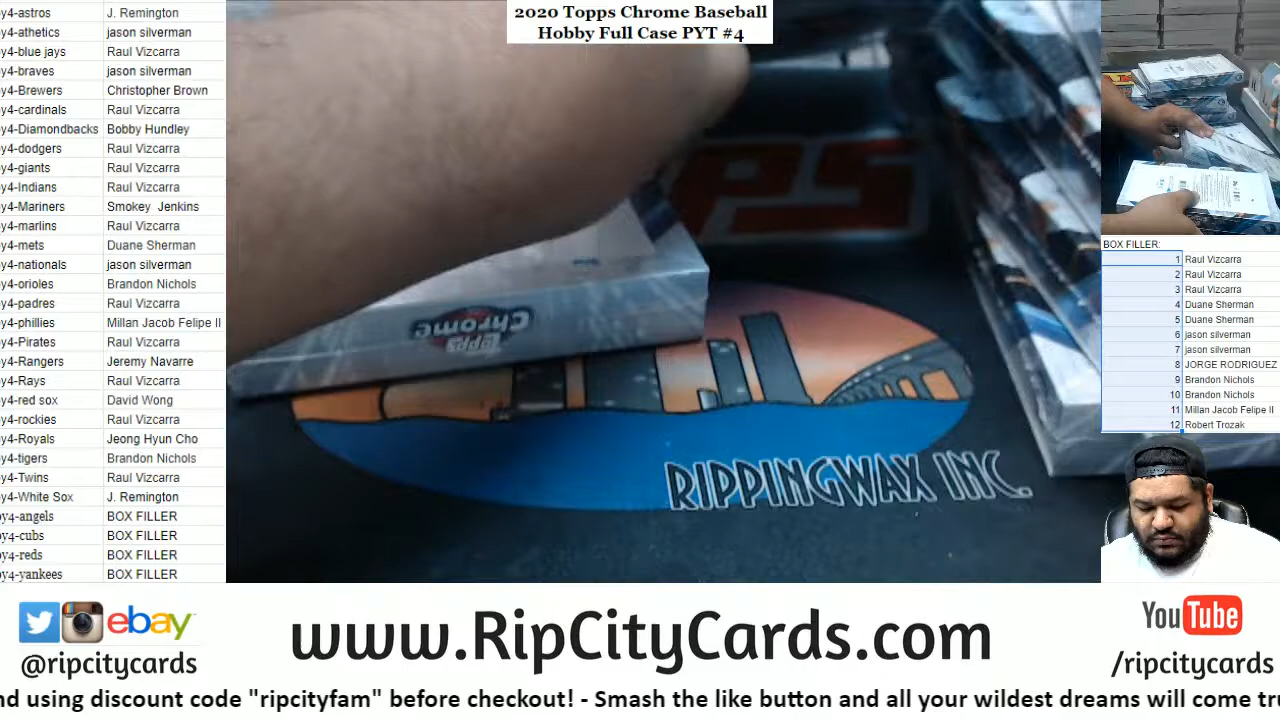 2020 Topps Chrome Baseball
Hobby Full Case PYT #4
y4-astros J. Remington
y4-athetics jason silverman
y4-blue jays Raul Vizcarra
y4-braves jason silverman
y4-Brewers Christopher Brown
y4-cardinals Raul Vizcarra
y4-Diamondbacks Bobby Hundley
y4-dodgers Raul Vizcarra
y4-giants Raul Vizcarra
y4-Indians Raul Vizcarra
y4-Mariners Smokey Jenkins
y4-marlins Raul Vizcarra
y4-mets Duane Sherman
y4-nationals jason silverman
y4-orioles Brandon Nichols
y4-padres Raul Vizcarra
y4-phillies Millan Jacob Felipe II
y4-Pirates Raul Vizcarra
y4-Rangers Jeremy Navarre
y4-Rays Raul Vizcarra
y4-red sox David Wong
y4-rockies Raul Vizcarra
y4-Royals Jeong Hyun Cho
y4-tigers Brandon Nichols
y4-Twins Raul Vizcarra
y4-White Sox J. Remington
y4-angels BOX FILLER
y4-cubs BOX FILLER
y4-reds BOX FILLER
y4-yankees BOX FILLER
PPS
Topps
Chrome
RIPPINGWAX INC.
BOX FILLER:
1 Raul Vizcarra
2 Raul Vizcarra
3 Raul Vizcarra
4 Duane Sherman
5 Duane Sherman
6 jason silverman
7 jason silverman
8 JORGE RODRIGUEZ
9 Brandon Nichols
10 Brandon Nichols
11 Millan Jacob Felipe II
12 Robert Trozak
ebay
@ripcitycards
www.RipCityCards.com
YouTube
/ripcitycards
nd using discount code "ripcityfam" before checkout! - Smash the like button and all your wildest dreams will come tru